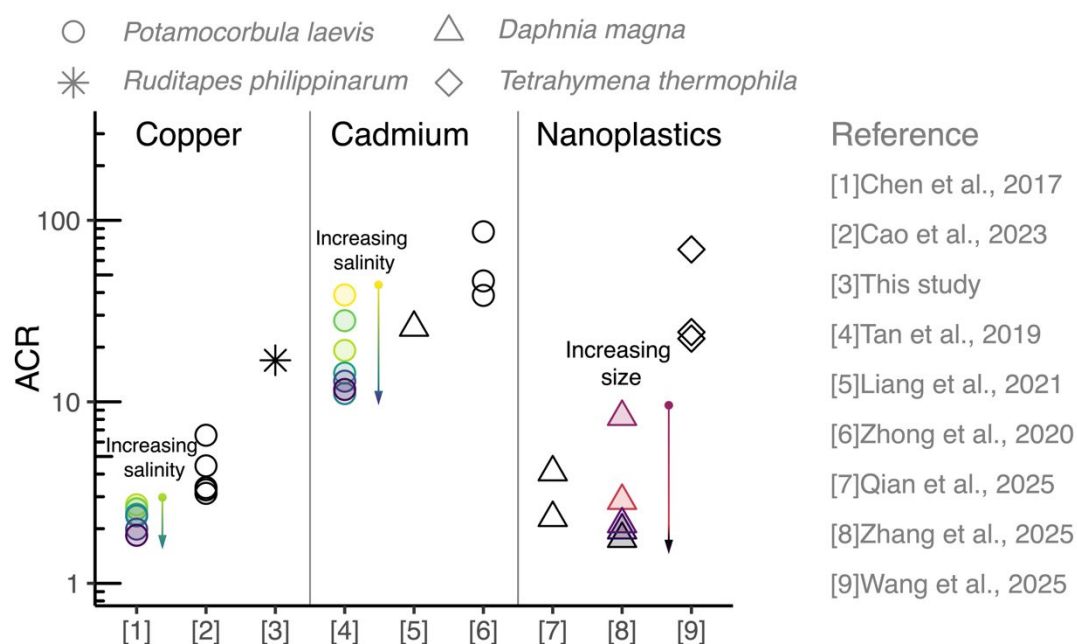 Potamocorbula laevis
Daphnia magna
Ruditapes philippinarum
Tetrahymena thermophila
Copper
Cadmium
Nanoplastics
Reference
[1]Chen et al., 2017
[2]Cao et al., 2023
[3]This study
[4]Tan et al., 2019
[5]Liang et al., 2021
[6]Zhong et al., 2020
[7]Qian et al., 2025
[8]Zhang et al., 2025
[9]Wang et al., 2025
ACR
100
10
1
Increasing
salinity
Increasing
salinity
Increasing
size
[1]
[2]
[3]
[4]
[5]
[6]
[7]
[8]
[9]